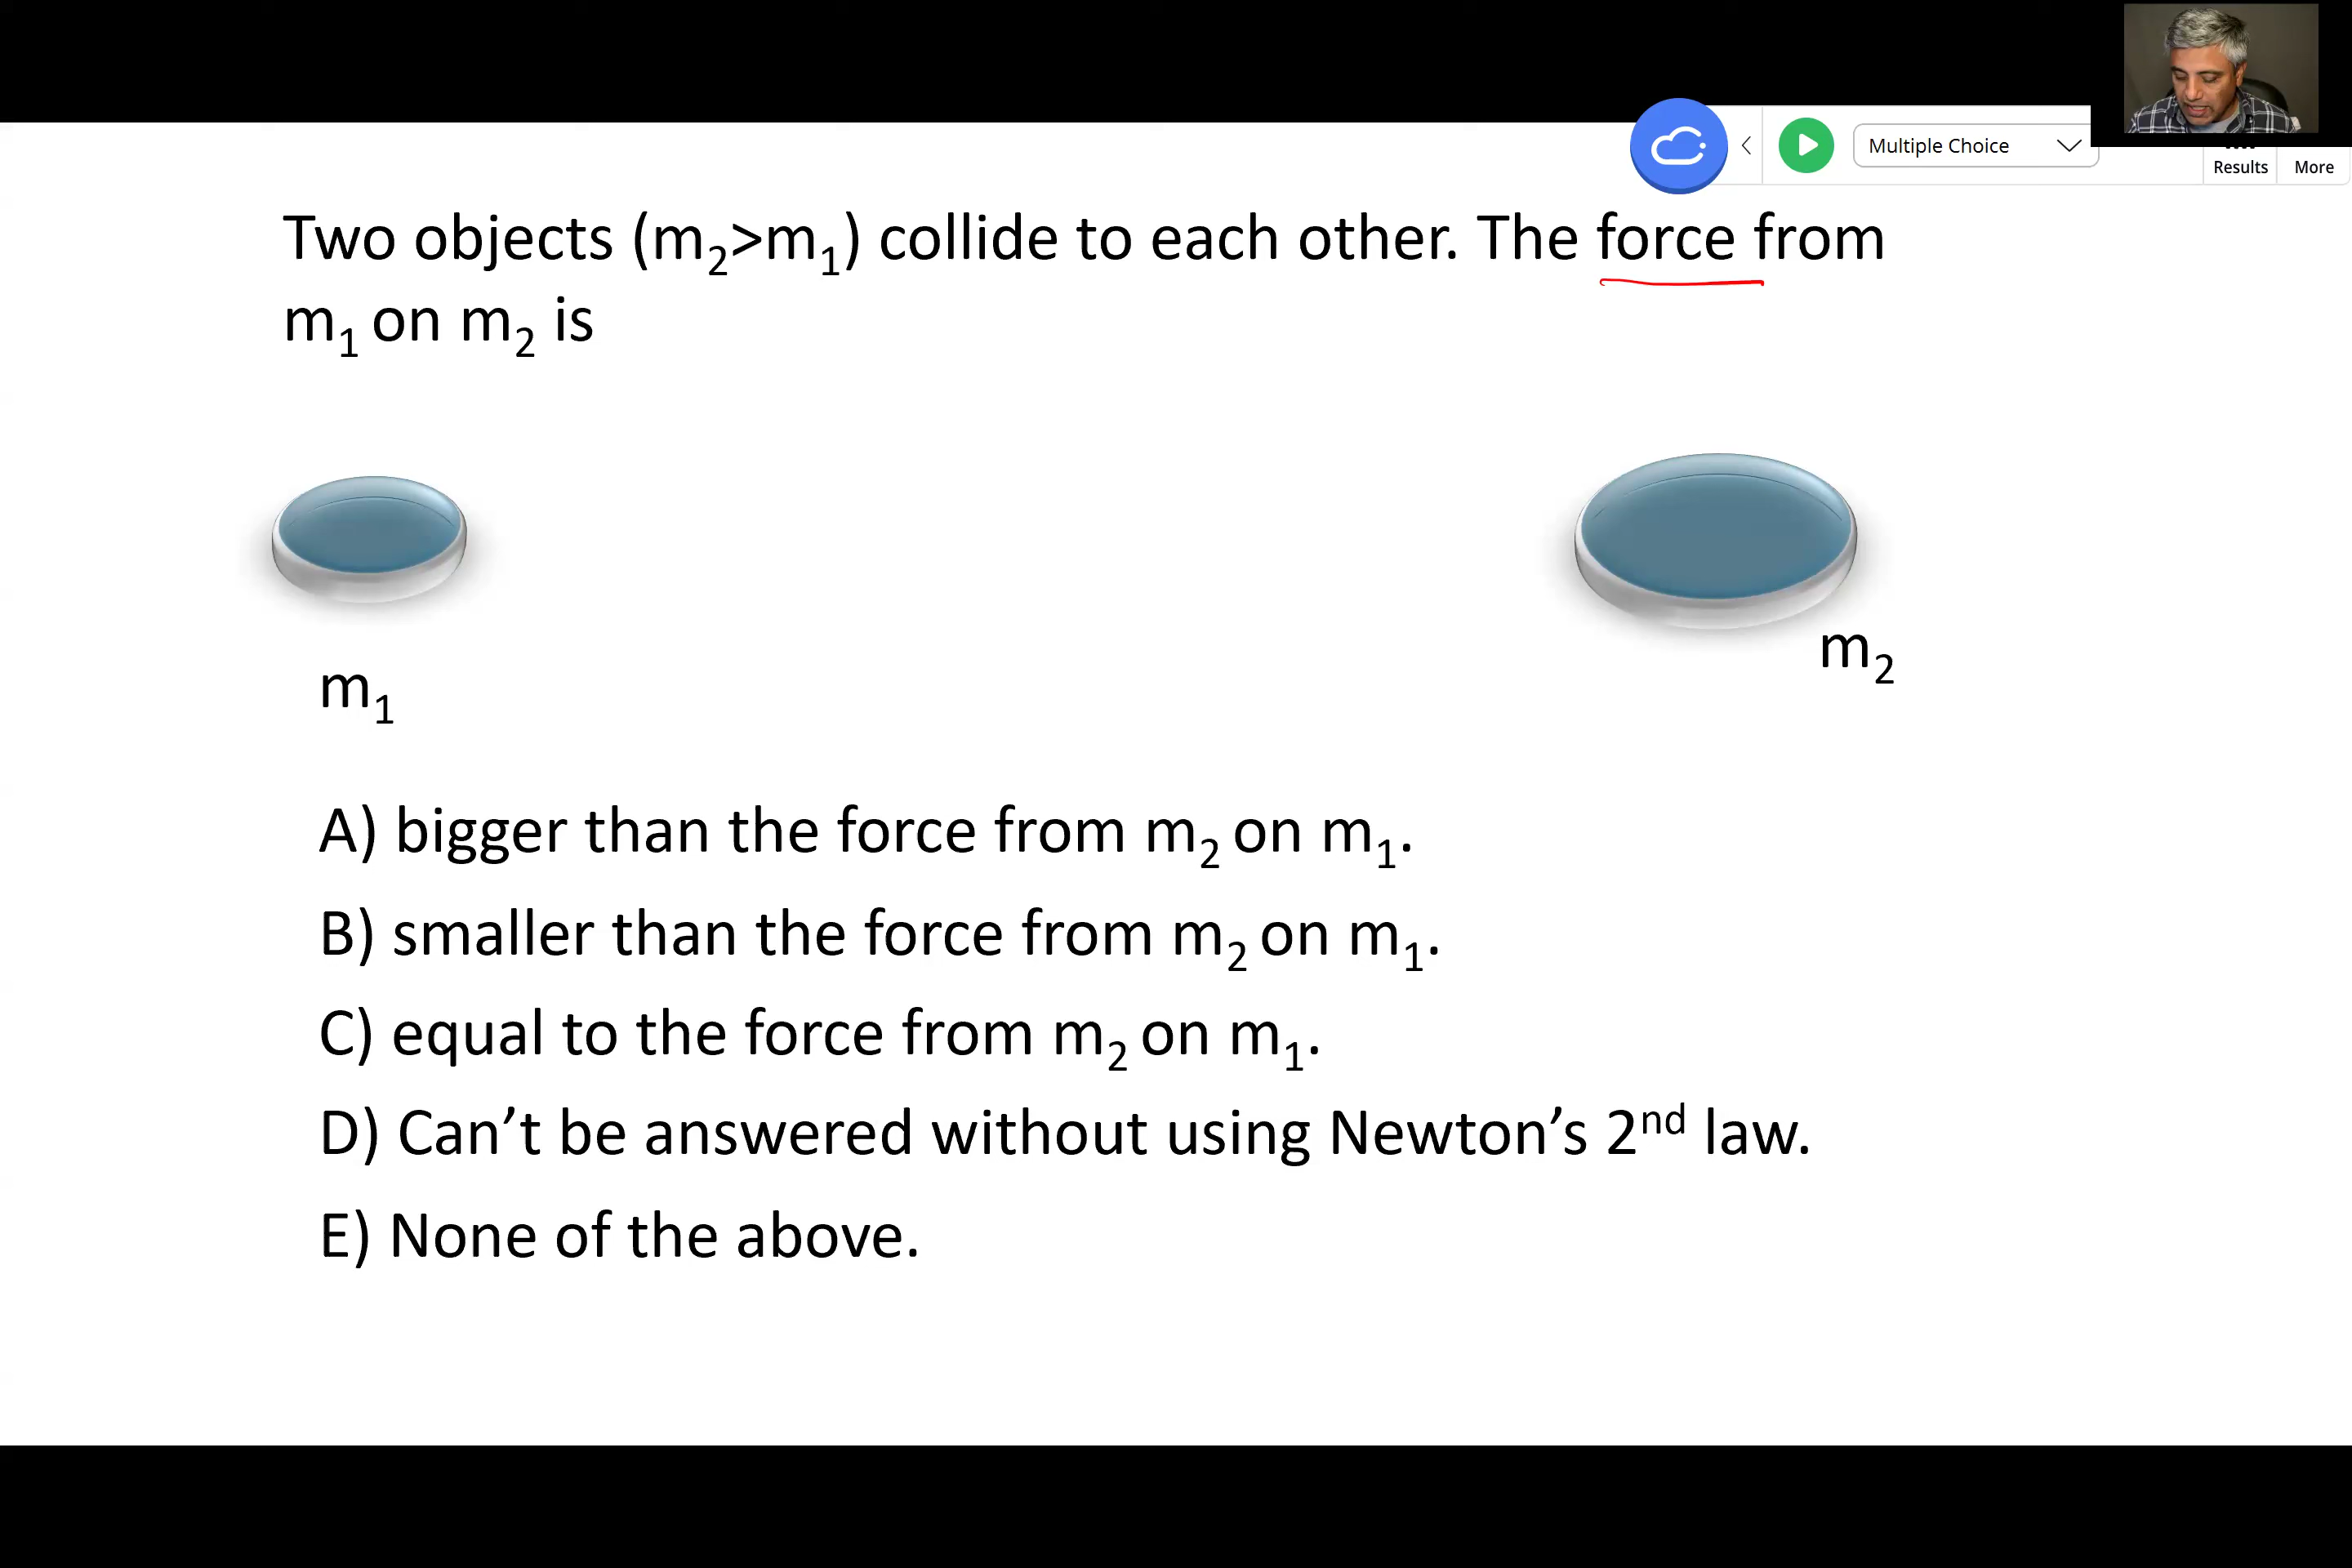 Multiple Choice
Results
More
Two objects (m₂>m₁) collide to each other. The force from
m₁ on m₂ is
m₁
m₂
A) bigger than the force from m₂ on m₁.
B) smaller than the force from m₂ on m₁.
C) equal to the force from m₂ on m₁.
D) Can’t be answered without using Newton’s 2ⁿᵈ law.
E) None of the above.